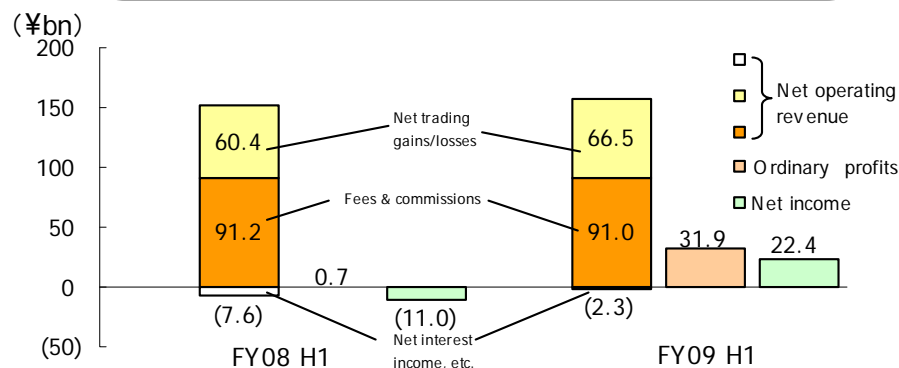 (¥bn)
200
150
100
50
0
(50)
60.4
91.2
0.7
(7.6)
(11.0)
FY08 H1
Net trading
gains/losses
Fees & commissions
Net interest
income, etc.
66.5
91.0
31.9
22.4
(2.3)
FY09 H1
Net operating
revenue
Ordinary profits
Net income